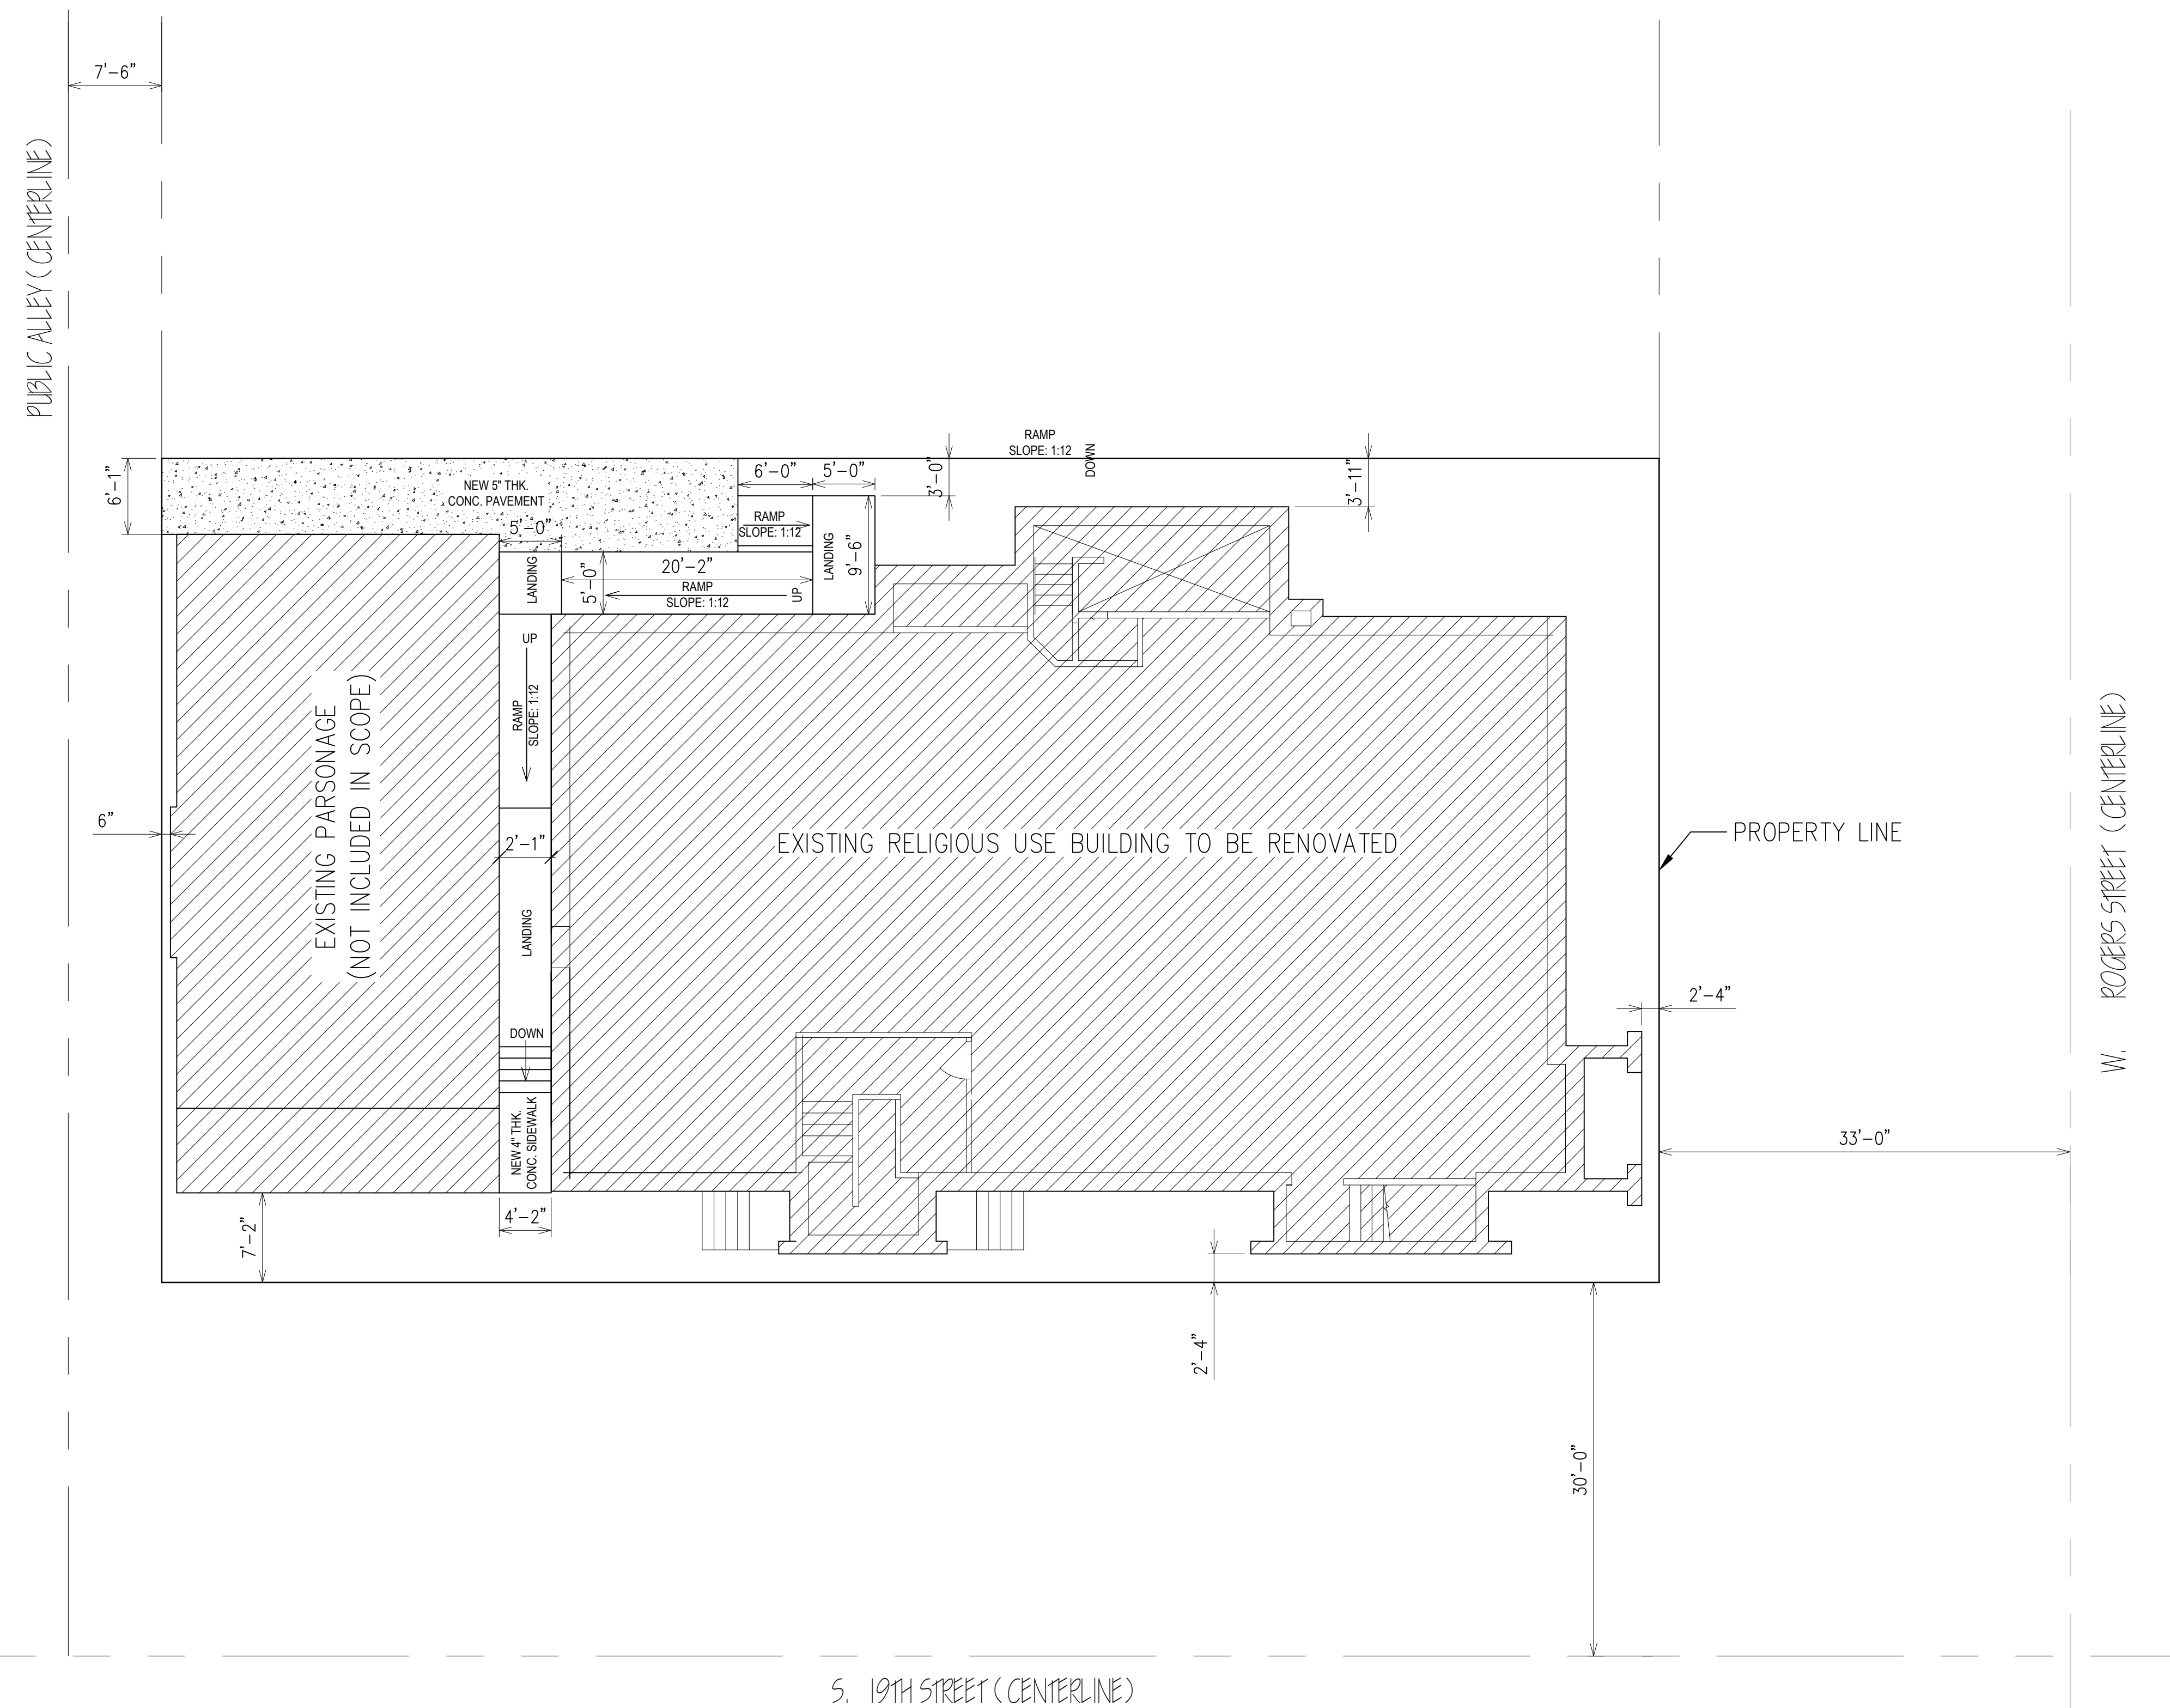 7'-6"
PUBLIC ALLEY (CENTERLINE)
RAMP
SLOPE: 1:12
DOWN
6'-1"
NEW 5" THK.
CONC. PAVEMENT
6'-0"
5'-0"
3'-0"
3'-11"
5'-0"
RAMP
SLOPE: 1:12
LANDING
9'-6"
LANDING
5'-0"
20'-2"
RAMP
SLOPE: 1:12
UP
UP
RAMP
SLOPE: 1:12
EXISTING PARSONAGE
(NOT INCLUDED IN SCOPE)
6"
2'-1"
EXISTING RELIGIOUS USE BUILDING TO BE RENOVATED
PROPERTY LINE
W. ROGERS STREET (CENTERLINE)
LANDING
2'-4"
DOWN
NEW 4" THK.
CONC. SIDEWALK
33'-0"
4'-2"
7'-2"
2'-4"
30'-0"
S. 19TH STREET (CENTERLINE)